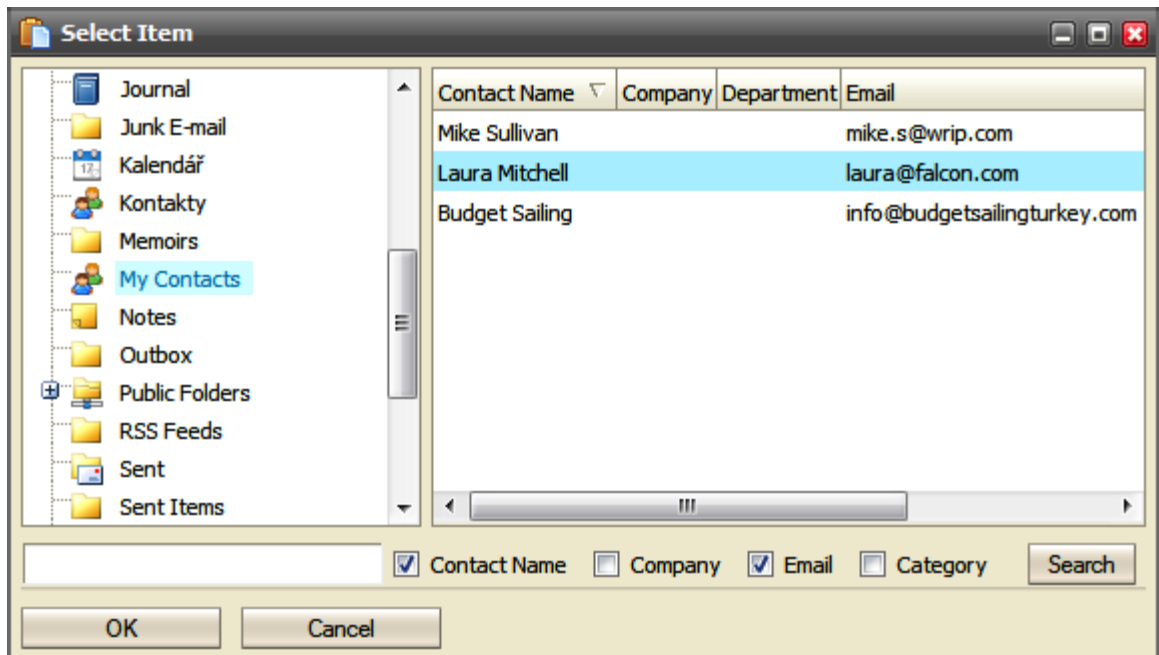 Select Item
Journal
Junk E-mail
17
Kalendář
Kontakty
Memoirs
My Contacts
Notes
Outbox
Public Folders
RSS Feeds
Sent
Sent Items
Contact Name Company Department Email
Mike Sullivan mike.s@wrip.com
Laura Mitchell laura@falcon.com
Budget Sailing info@budgetsailingturkey.com
Contact Name Company Email Category Search
OK Cancel